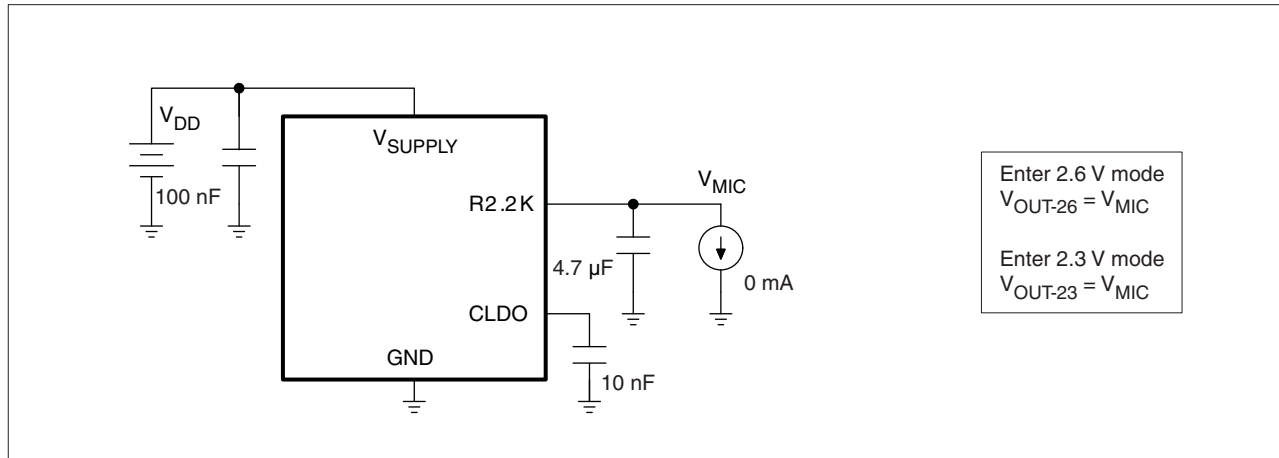 VDD
100 nF
VSUPPLY
R2.2K
4.7 µF
VMIC
0 mA
CLDO
10 nF
GND
Enter 2.6 V mode
VOUT-26 = VMIC
Enter 2.3 V mode
VOUT-23 = VMIC